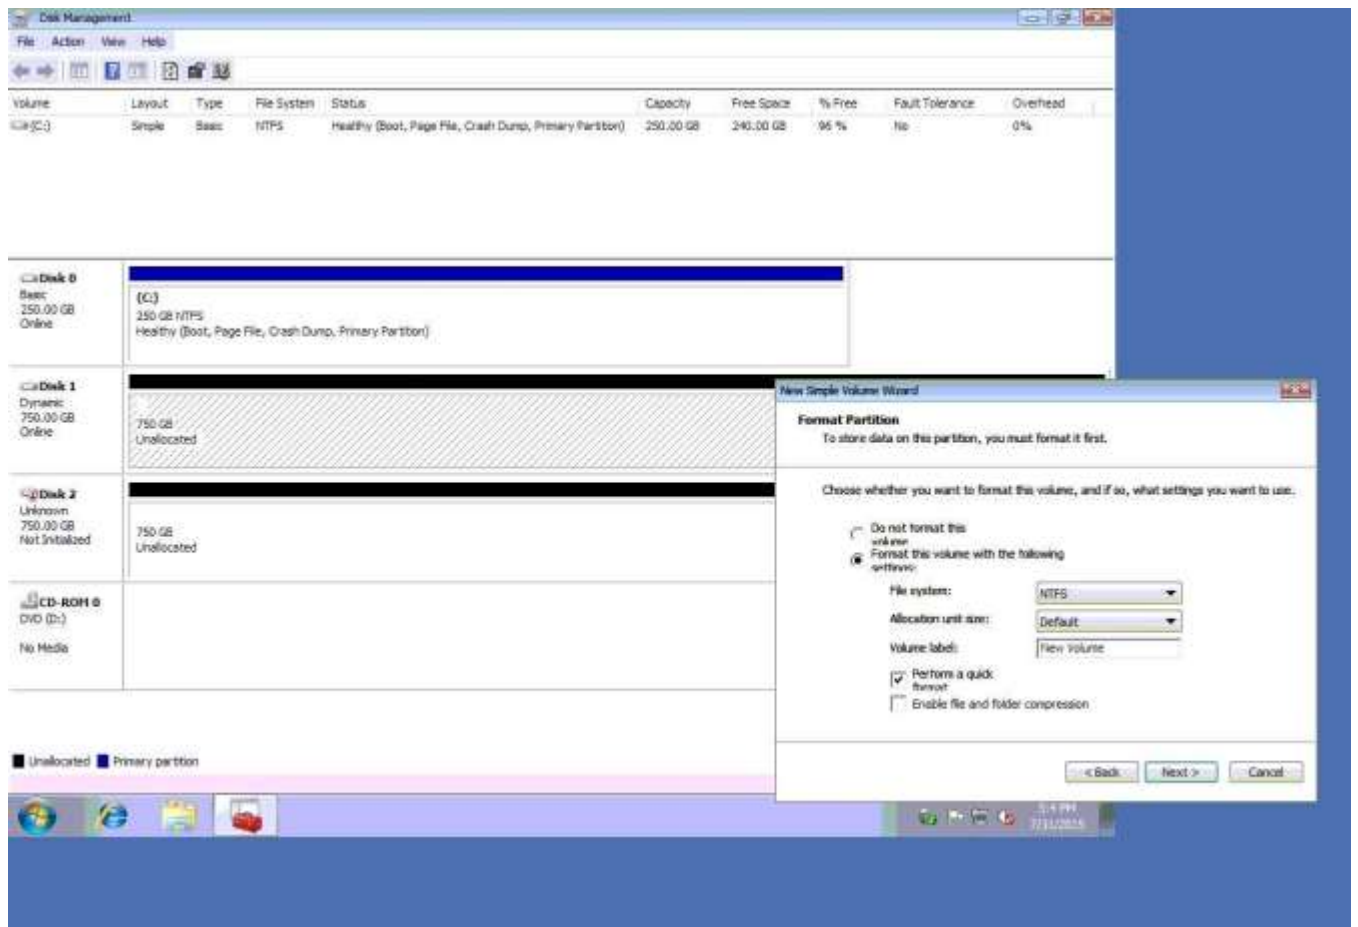 Disk Management
File Action View Help
Volume Layout Type File System Status Capacity Free Space % Free Fault Tolerance Overhead
(C:) Simple Basic NTFS Healthy (Boot, Page File, Crash Dump, Primary Partition) 250.00 GB 240.00 GB 96 % No 0%
Disk 0
Basic
250.00 GB
Online
(C:)
250 GB NTFS
Healthy (Boot, Page File, Crash Dump, Primary Partition)
Disk 1
Dynamic
750.00 GB
Online
750 GB
Unallocated
Disk 2
Unknown
750.00 GB
Not Initialized
750 GB
Unallocated
CD-ROM 0
DVD (D:)
No Media
Unallocated Primary partition
New Simple Volume Wizard
Format Partition
To store data on this partition, you must format it first.
Choose whether you want to format this volume, and if so, what settings you want to use.
Do not format this
volume
Format this volume with the following
settings:
File system: NTFS
Allocation unit size: Default
Volume label: New Volume
Perform a quick
format
Enable file and folder compression
< Back Next > Cancel